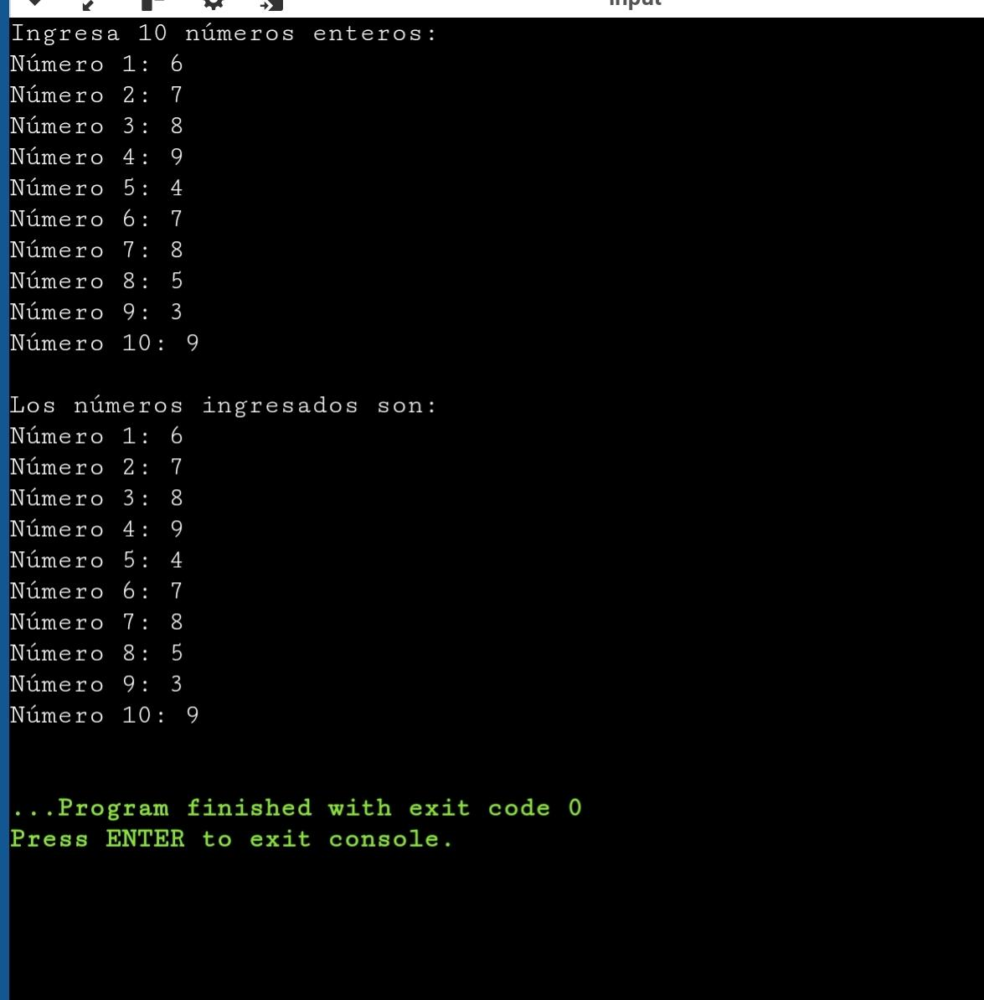 input
Ingresa 10 números enteros:
Número 1: 6
Número 2: 7
Número 3: 8
Número 4: 9
Número 5: 4
Número 6: 7
Número 7: 8
Número 8: 5
Número 9: 3
Número 10: 9
Los números ingresados son:
Número 1: 6
Número 2: 7
Número 3: 8
Número 4: 9
Número 5: 4
Número 6: 7
Número 7: 8
Número 8: 5
Número 9: 3
Número 10: 9
...Program finished with exit code 0
Press ENTER to exit console.